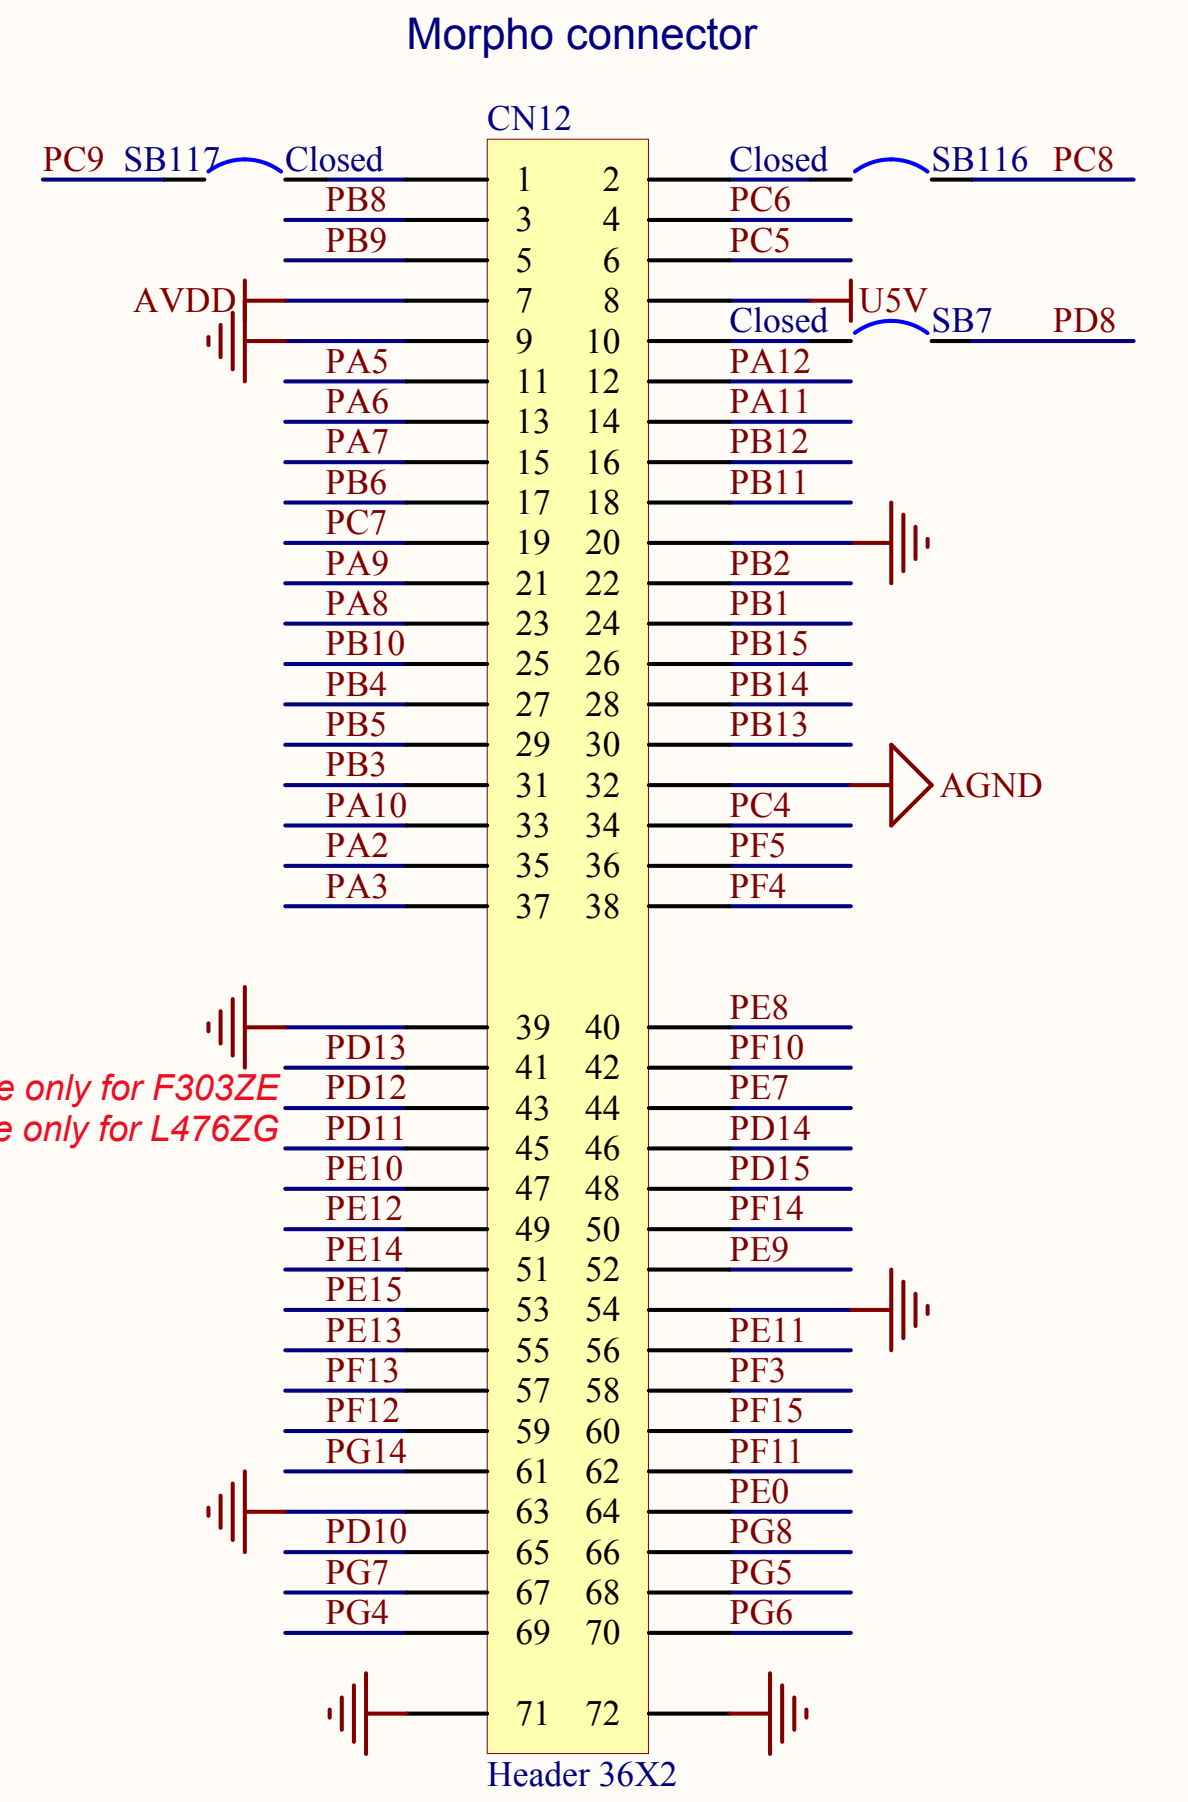 Morpho connector
CN12
PC9 SB117 Closed 1 2 Closed SB116 PC8
PB8 3 4 PC6
PB9 5 6 PC5
AVDD 7 8 U5V
9 10 Closed SB7 PD8
PA5 11 12 PA12
PA6 13 14 PA11
PA7 15 16 PB12
PB6 17 18 PB11
PC7 19 20
PA9 21 22 PB2
PA8 23 24 PB1
PB10 25 26 PB15
PB4 27 28 PB14
PB5 29 30 PB13
PB3 31 32 AGND
PA10 33 34 PC4
PA2 35 36 PF5
PA3 37 38 PF4
39 40 PE8
PD13 41 42 PF10
e only for F303ZE PD12 43 44 PE7
e only for L476ZG PD11 45 46 PD14
PE10 47 48 PD15
PE12 49 50 PF14
PE14 51 52 PE9
PE15 53 54
PE13 55 56 PE11
PF13 57 58 PF3
PF12 59 60 PF15
PG14 61 62 PF11
63 64 PE0
PD10 65 66 PG8
PG7 67 68 PG5
PG4 69 70 PG6
71 72
Header 36X2